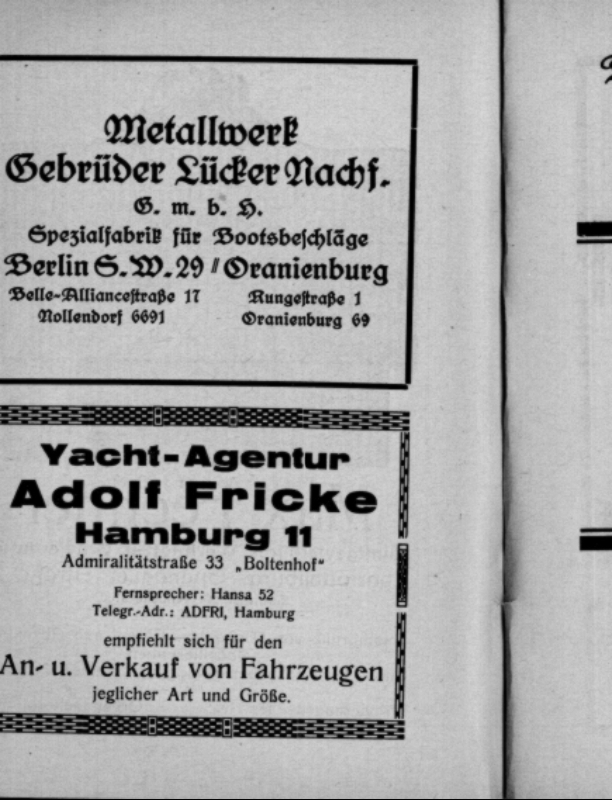 Metallwerk
Gebrüder Lücker Nachf.
G. m. b. H.
Spezialfabrik für Bootsbeschläge
Berlin S.W. 29 // Oranienburg
Belle-Alliancestraße 17 Rungestraße 1
Nollendorf 6691 Oranienburg 69
Yacht-Agentur
Adolf Fricke
Hamburg 11
Admiralitätstraße 33 „Boltenhof“
Fernsprecher: Hansa 52
Telegr.-Adr.: ADFRI, Hamburg
empfiehlt sich für den
An- u. Verkauf von Fahrzeugen
jeglicher Art und Größe.